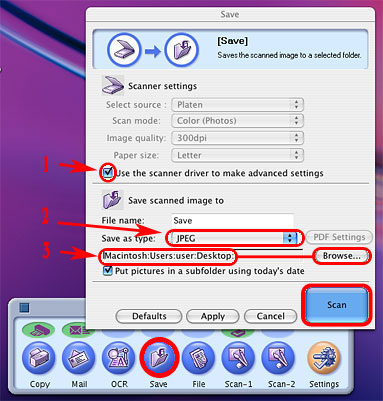 Save
[Save]
Saves the scanned image to a selected folder.
Scanner settings
Select source : Platen
Scan mode: Color (Photos)
Image quality: 300dpi
Paper size: Letter
1 Use the scanner driver to make advanced settings
Save scanned image to
2
File name: Save
Save as type: JPEG PDF Settings
3 Macintosh:Users:user:Desktop: Browse...
Put pictures in a subfolder using today's date
Defaults Apply Cancel Scan
Copy Mail OCR Save File Scan-1 Scan-2 Settings